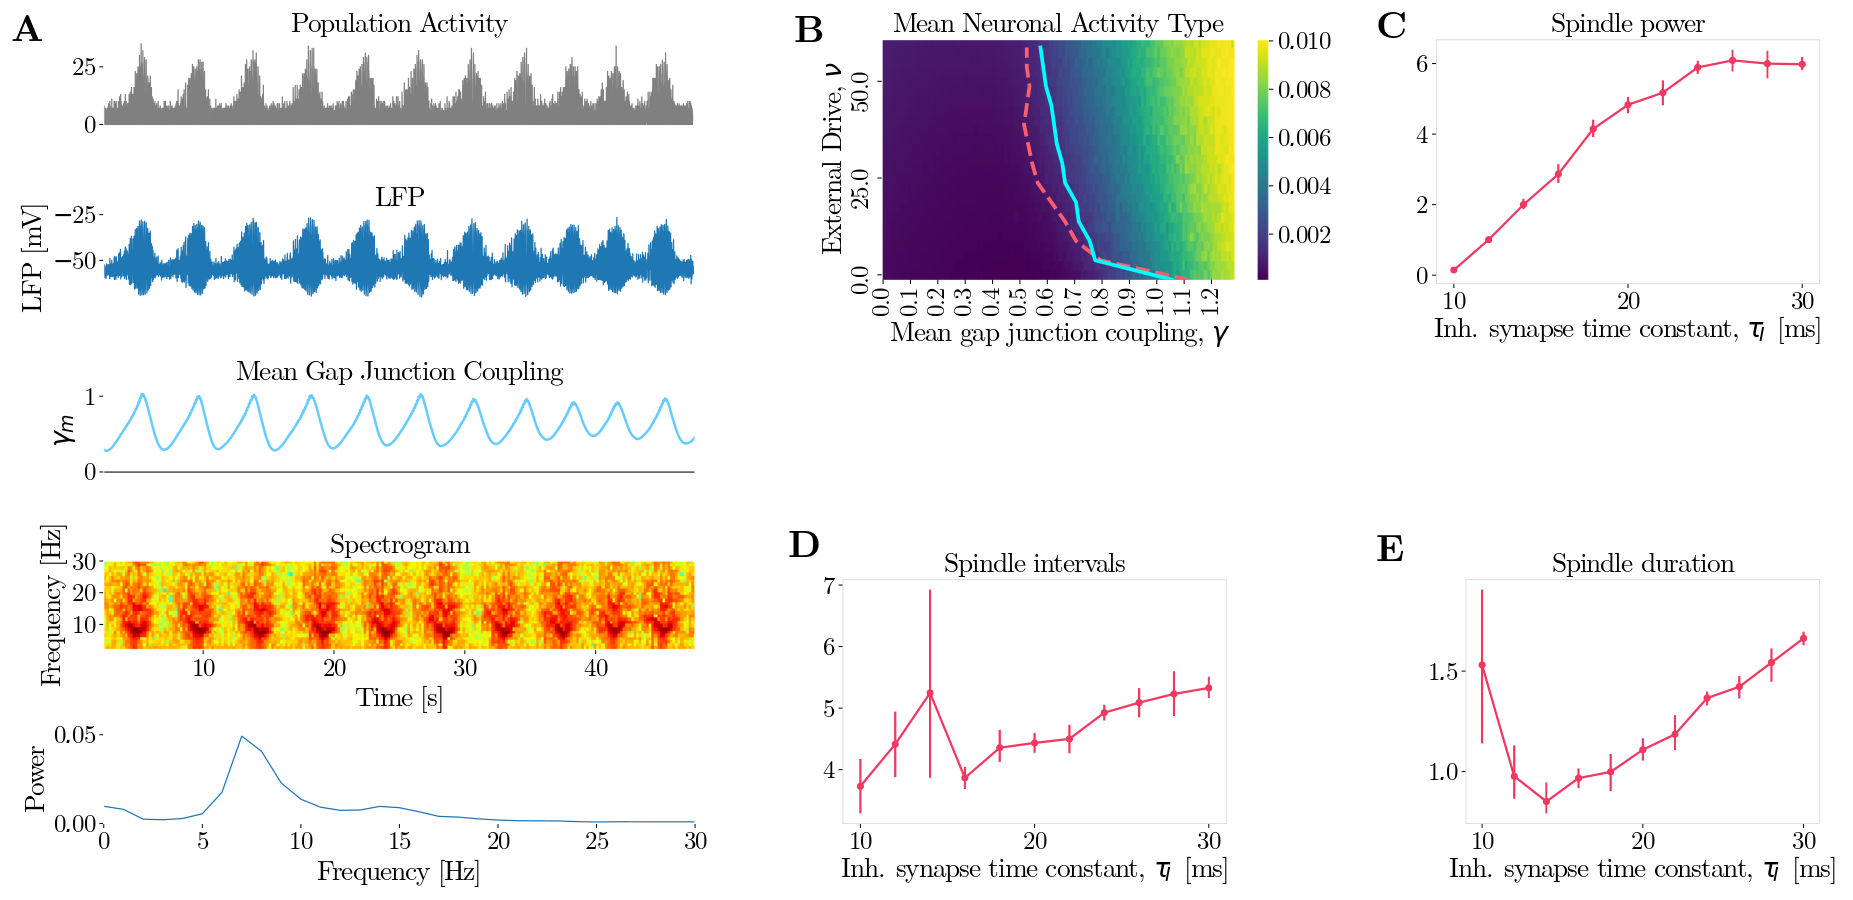 A
Population Activity
25
0
LFP
LFP [mV]
−25
−50
Mean Gap Junction Coupling
γm
1
0
Spectrogram
Frequency [Hz]
30
20
10
10 20 30 40
Time [s]
Power
0.05
0.00
0 5 10 15 20 25 30
Frequency [Hz]
B
Mean Neuronal Activity Type
External Drive, ν
50.0
25.0
0.0
0.0 0.1 0.2 0.3 0.4 0.5 0.6 0.7 0.8 0.9 1.0 1.1 1.2
Mean gap junction coupling, γ
0.010
0.008
0.006
0.004
0.002
C
Spindle power
6
4
2
0
10 20 30
Inh. synapse time constant, τI [ms]
D
Spindle intervals
7
6
5
4
10 20 30
Inh. synapse time constant, τI [ms]
E
Spindle duration
1.5
1.0
10 20 30
Inh. synapse time constant, τI [ms]